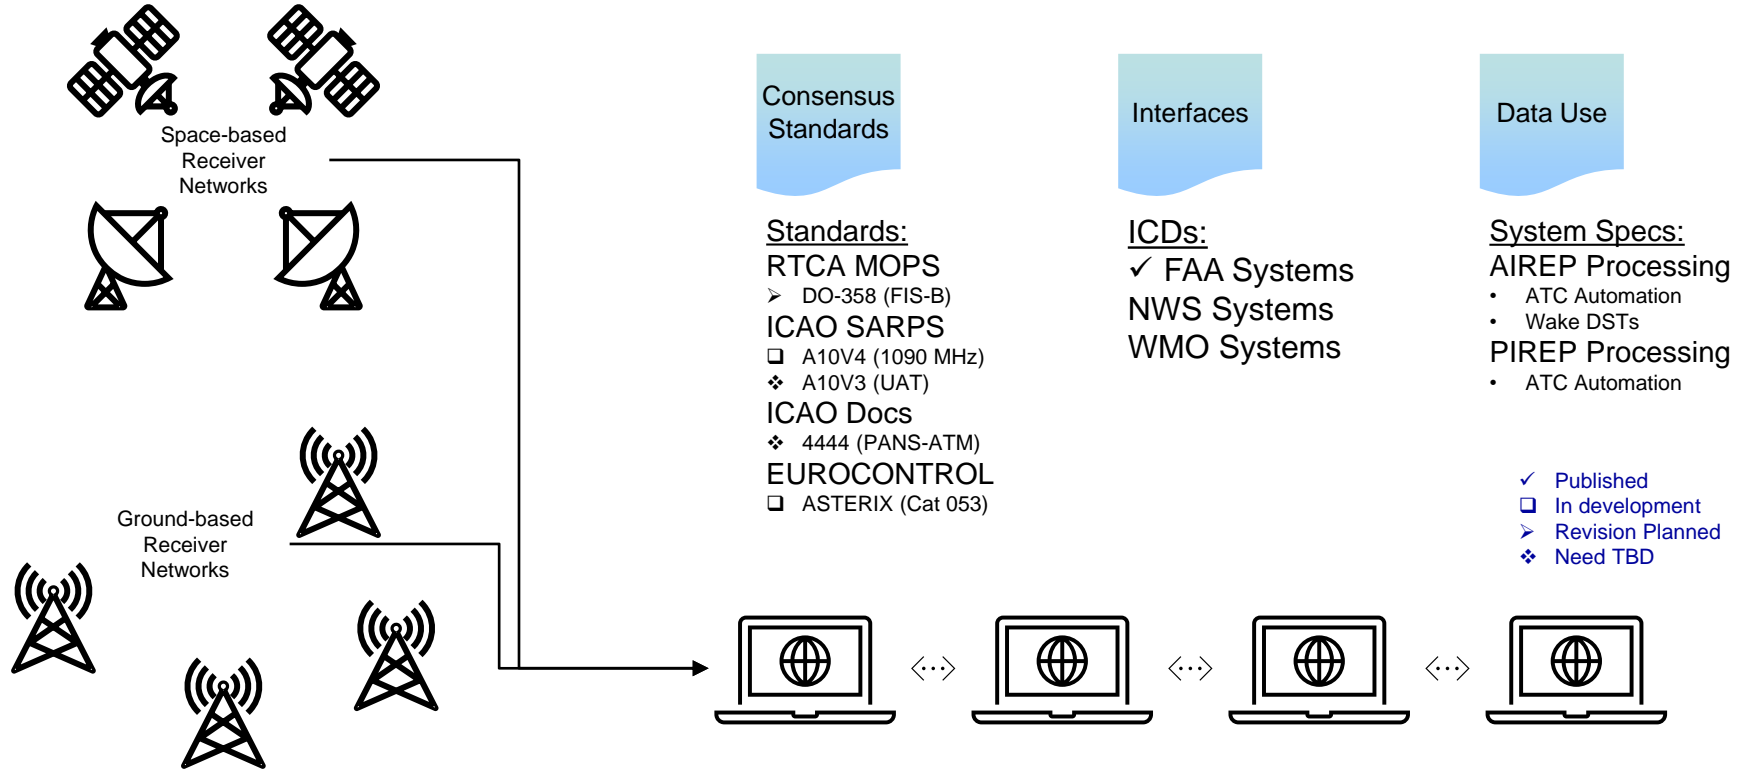 Space-based
Receiver
Networks
Ground-based
Receiver
Networks
Consensus
Standards
Standards:
RTCA MOPS
➢ DO-358 (FIS-B)
ICAO SARPS
❑ A10V4 (1090 MHz)
❖ A10V3 (UAT)
ICAO Docs
❖ 4444 (PANS-ATM)
EUROCONTROL
❑ ASTERIX (Cat 053)
Interfaces
ICDs:
✓ FAA Systems
NWS Systems
WMO Systems
Data Use
System Specs:
AIREP Processing
• ATC Automation
• Wake DSTs
PIREP Processing
• ATC Automation
✓ Published
❑ In development
➢ Revision Planned
❖ Need TBD